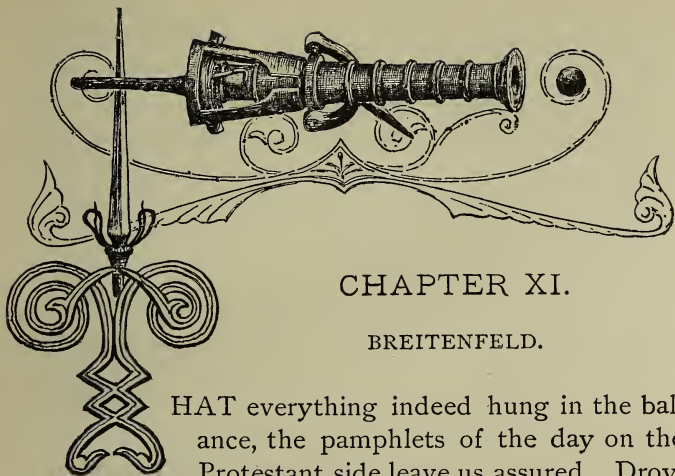 CHAPTER XI.
BREITENFELD.
HAT everything indeed hung in the bal-
ance, the pamphlets of the day on the
Protestant side leave us assured. Drov